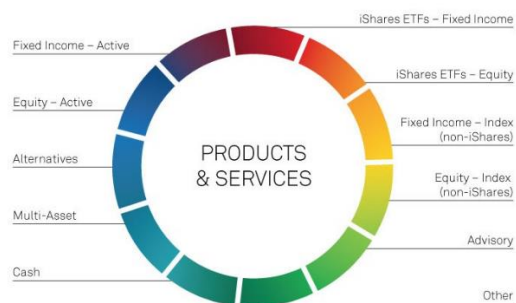 iShares ETFs – Fixed Income
Fixed Income – Active
iShares ETFs – Equity
Equity – Active
Fixed Income – Index
(non-iShares)
Alternatives
PRODUCTS
& SERVICES
Equity – Index
(non-iShares)
Multi-Asset
Advisory
Cash
Other